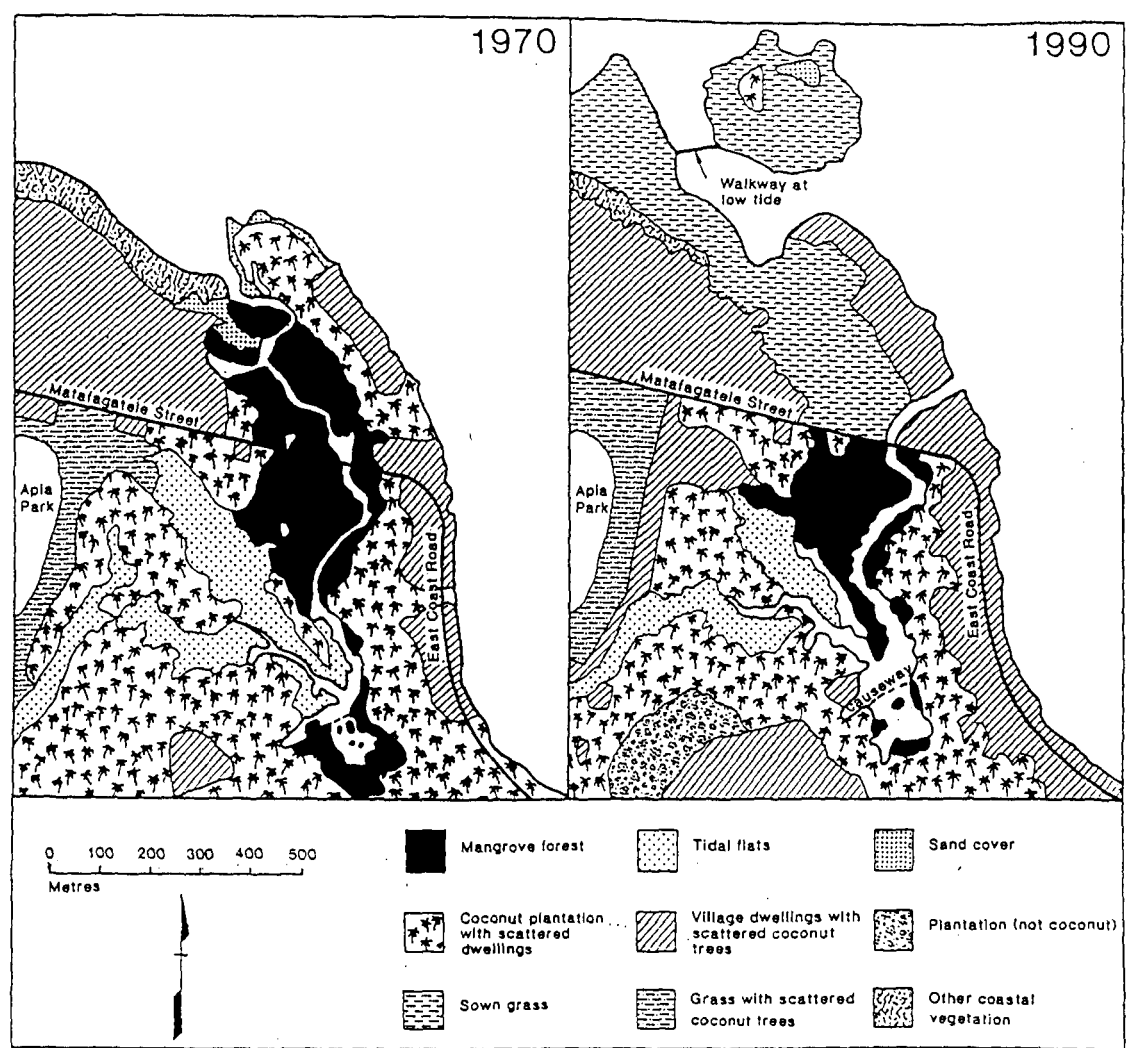 1970
1990
Walkway at
low tide
Matafagatele Street
Matafagatele Street
Apia
Park
Apia
Park
East Coast Road
East Coast Road
Causeway
0 100 200 300 400 500
Metres
Mangrove forest
Tidal flats
Sand cover
Coconut plantation
with scattered
dwellings
Village dwellings with
scattered coconut
trees
Plantation (not coconut)
Sown grass
Grass with scattered
coconut trees
Other coastal
vegetation